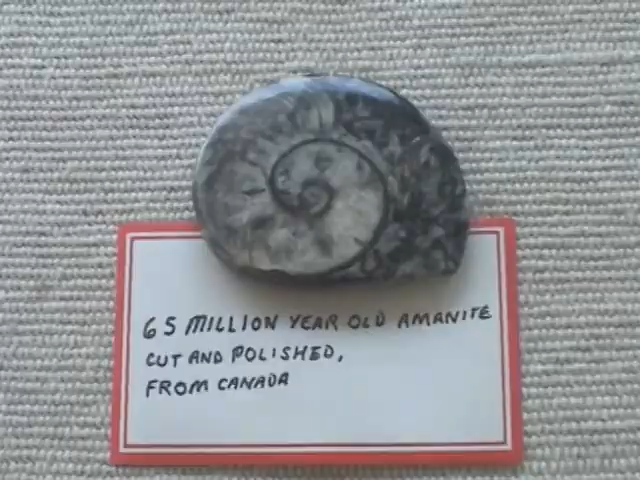 65 MILLION YEAR OLD AMANITE
CUT AND POLISHED,
FROM CANADA